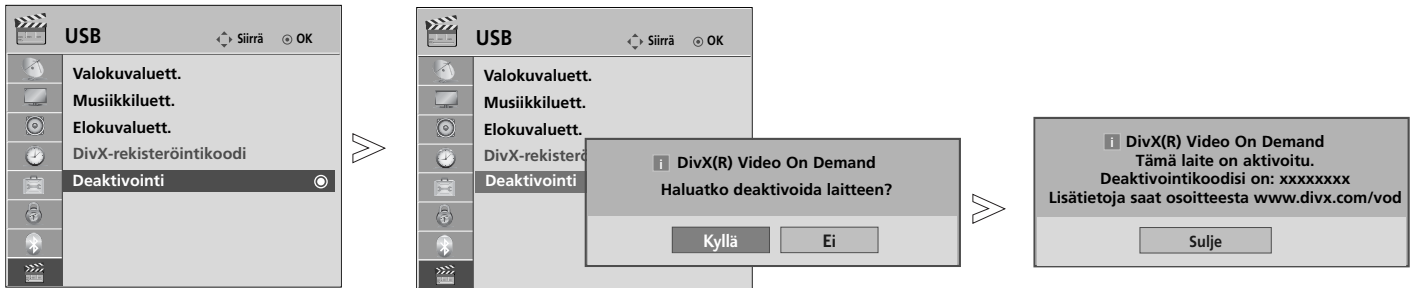 USB
Siirrä
OK
Valokuvaluett.
Musiikkiluett.
Elokuvaluett.
DivX-rekisteröintikoodi
Deaktivointi
USB
Siirrä
OK
Valokuvaluett.
Musiikkiluett.
Elokuvaluett.
DivX-rekisterö
Deaktivointi
i DivX(R) Video On Demand
Haluatko deaktivoida laitteen?
Kyllä
Ei
i DivX(R) Video On Demand
Tämä laite on aktivoitu.
Deaktivointikoodisi on: xxxxxxxx
Lisätietoja saat osoitteesta www.divx.com/vod
Sulje